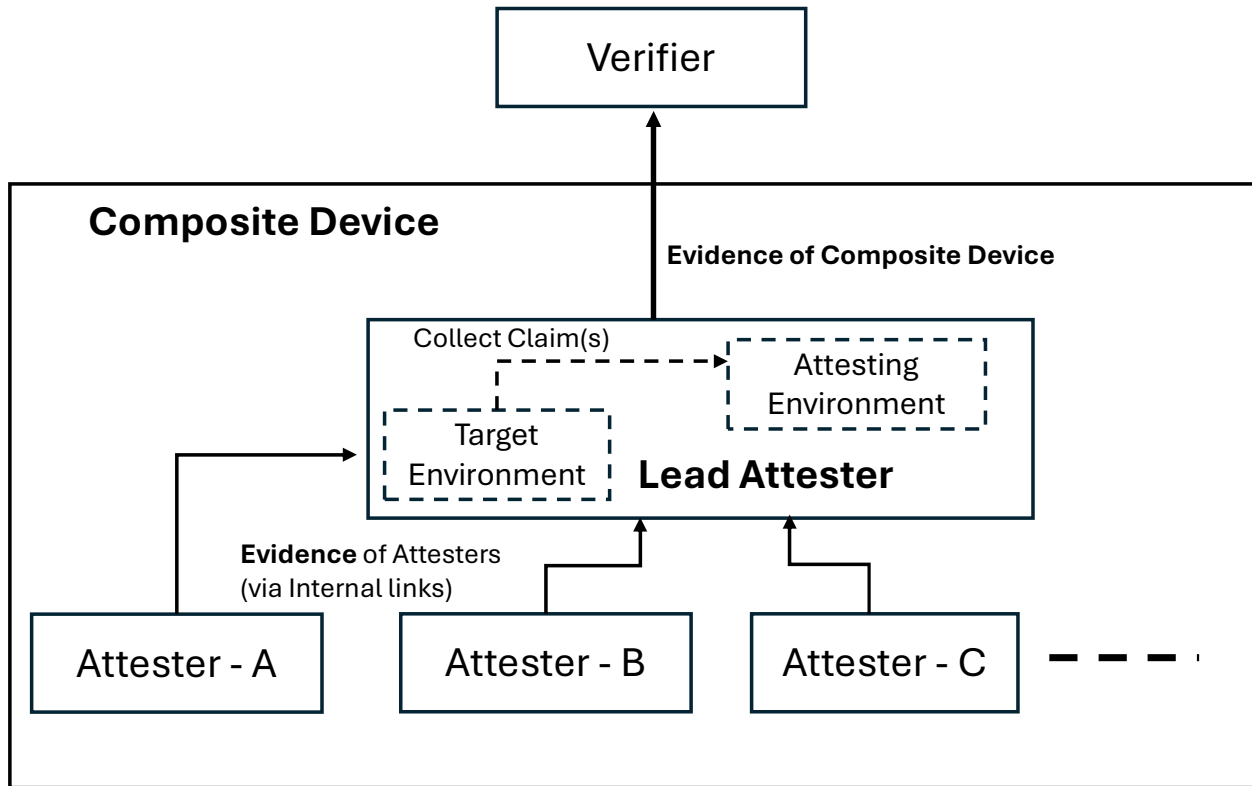 Verifier
Composite Device
Evidence of Composite Device
Collect Claim(s)
Attesting
Environment
Target
Environment
Lead Attester
Evidence of Attesters
(via Internal links)
Attester - A
Attester - B
Attester - C